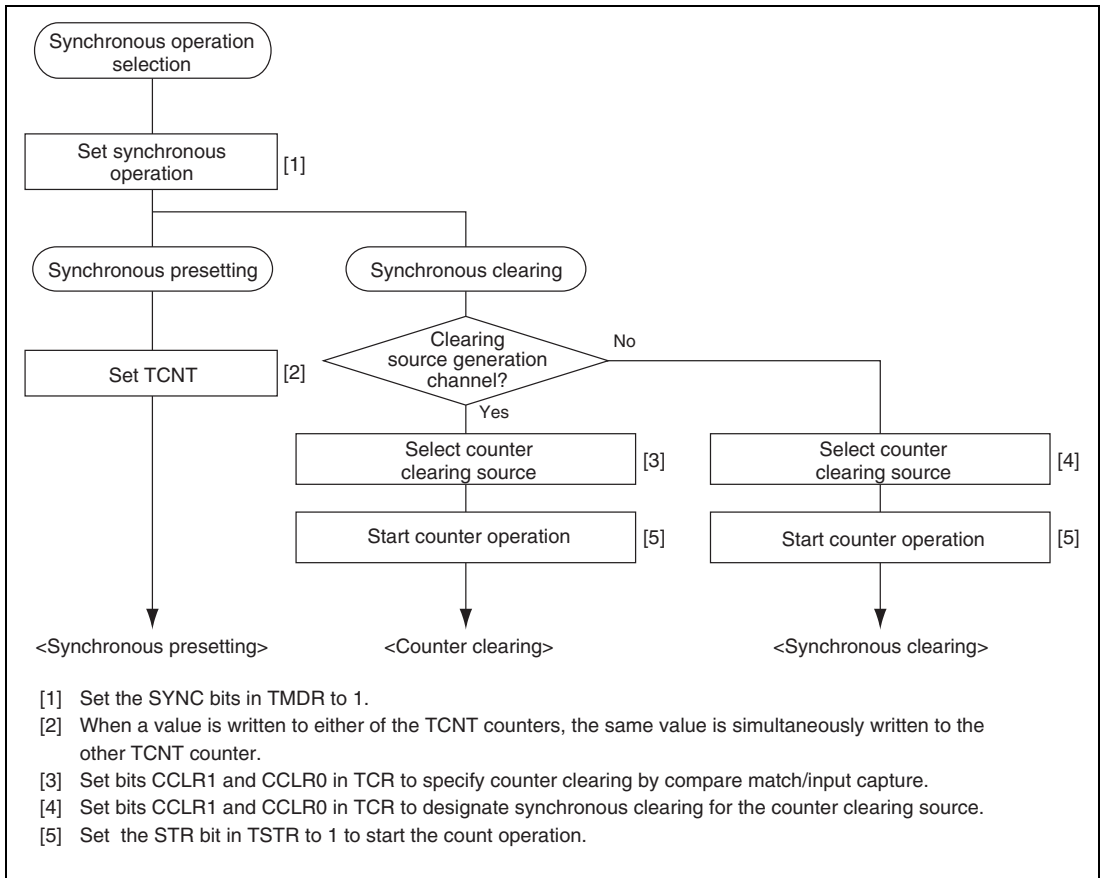 Synchronous operation
selection
Set synchronous
operation
[1]
Synchronous presetting
Synchronous clearing
Clearing
source generation
channel?
No
Yes
Set TCNT
[2]
Select counter
clearing source
[3]
Select counter
clearing source
[4]
Start counter operation
[5]
Start counter operation
[5]
<Synchronous presetting>
<Counter clearing>
<Synchronous clearing>
[1] Set the SYNC bits in TMDR to 1.
[2] When a value is written to either of the TCNT counters, the same value is simultaneously written to the
other TCNT counter.
[3] Set bits CCLR1 and CCLR0 in TCR to specify counter clearing by compare match/input capture.
[4] Set bits CCLR1 and CCLR0 in TCR to designate synchronous clearing for the counter clearing source.
[5] Set the STR bit in TSTR to 1 to start the count operation.